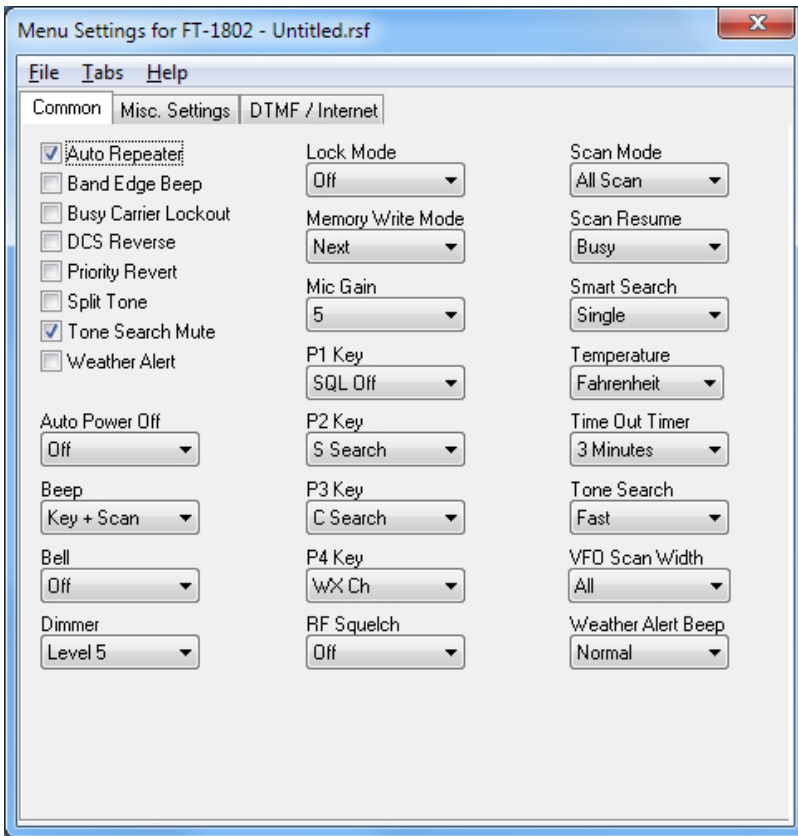 Menu Settings for FT-1802 - Untitled.rsf
File Tabs Help
Common Misc. Settings DTMF / Internet
Auto Repeater
Band Edge Beep
Busy Carrier Lockout
DCS Reverse
Priority Revert
Split Tone
Tone Search Mute
Weather Alert
Auto Power Off
Off
Beep
Key + Scan
Bell
Off
Dimmer
Level 5
Lock Mode
Off
Memory Write Mode
Next
Mic Gain
5
P1 Key
SQL Off
P2 Key
S Search
P3 Key
C Search
P4 Key
WX Ch
RF Squelch
Off
Scan Mode
All Scan
Scan Resume
Busy
Smart Search
Single
Temperature
Fahrenheit
Time Out Timer
3 Minutes
Tone Search
Fast
VFO Scan Width
All
Weather Alert Beep
Normal